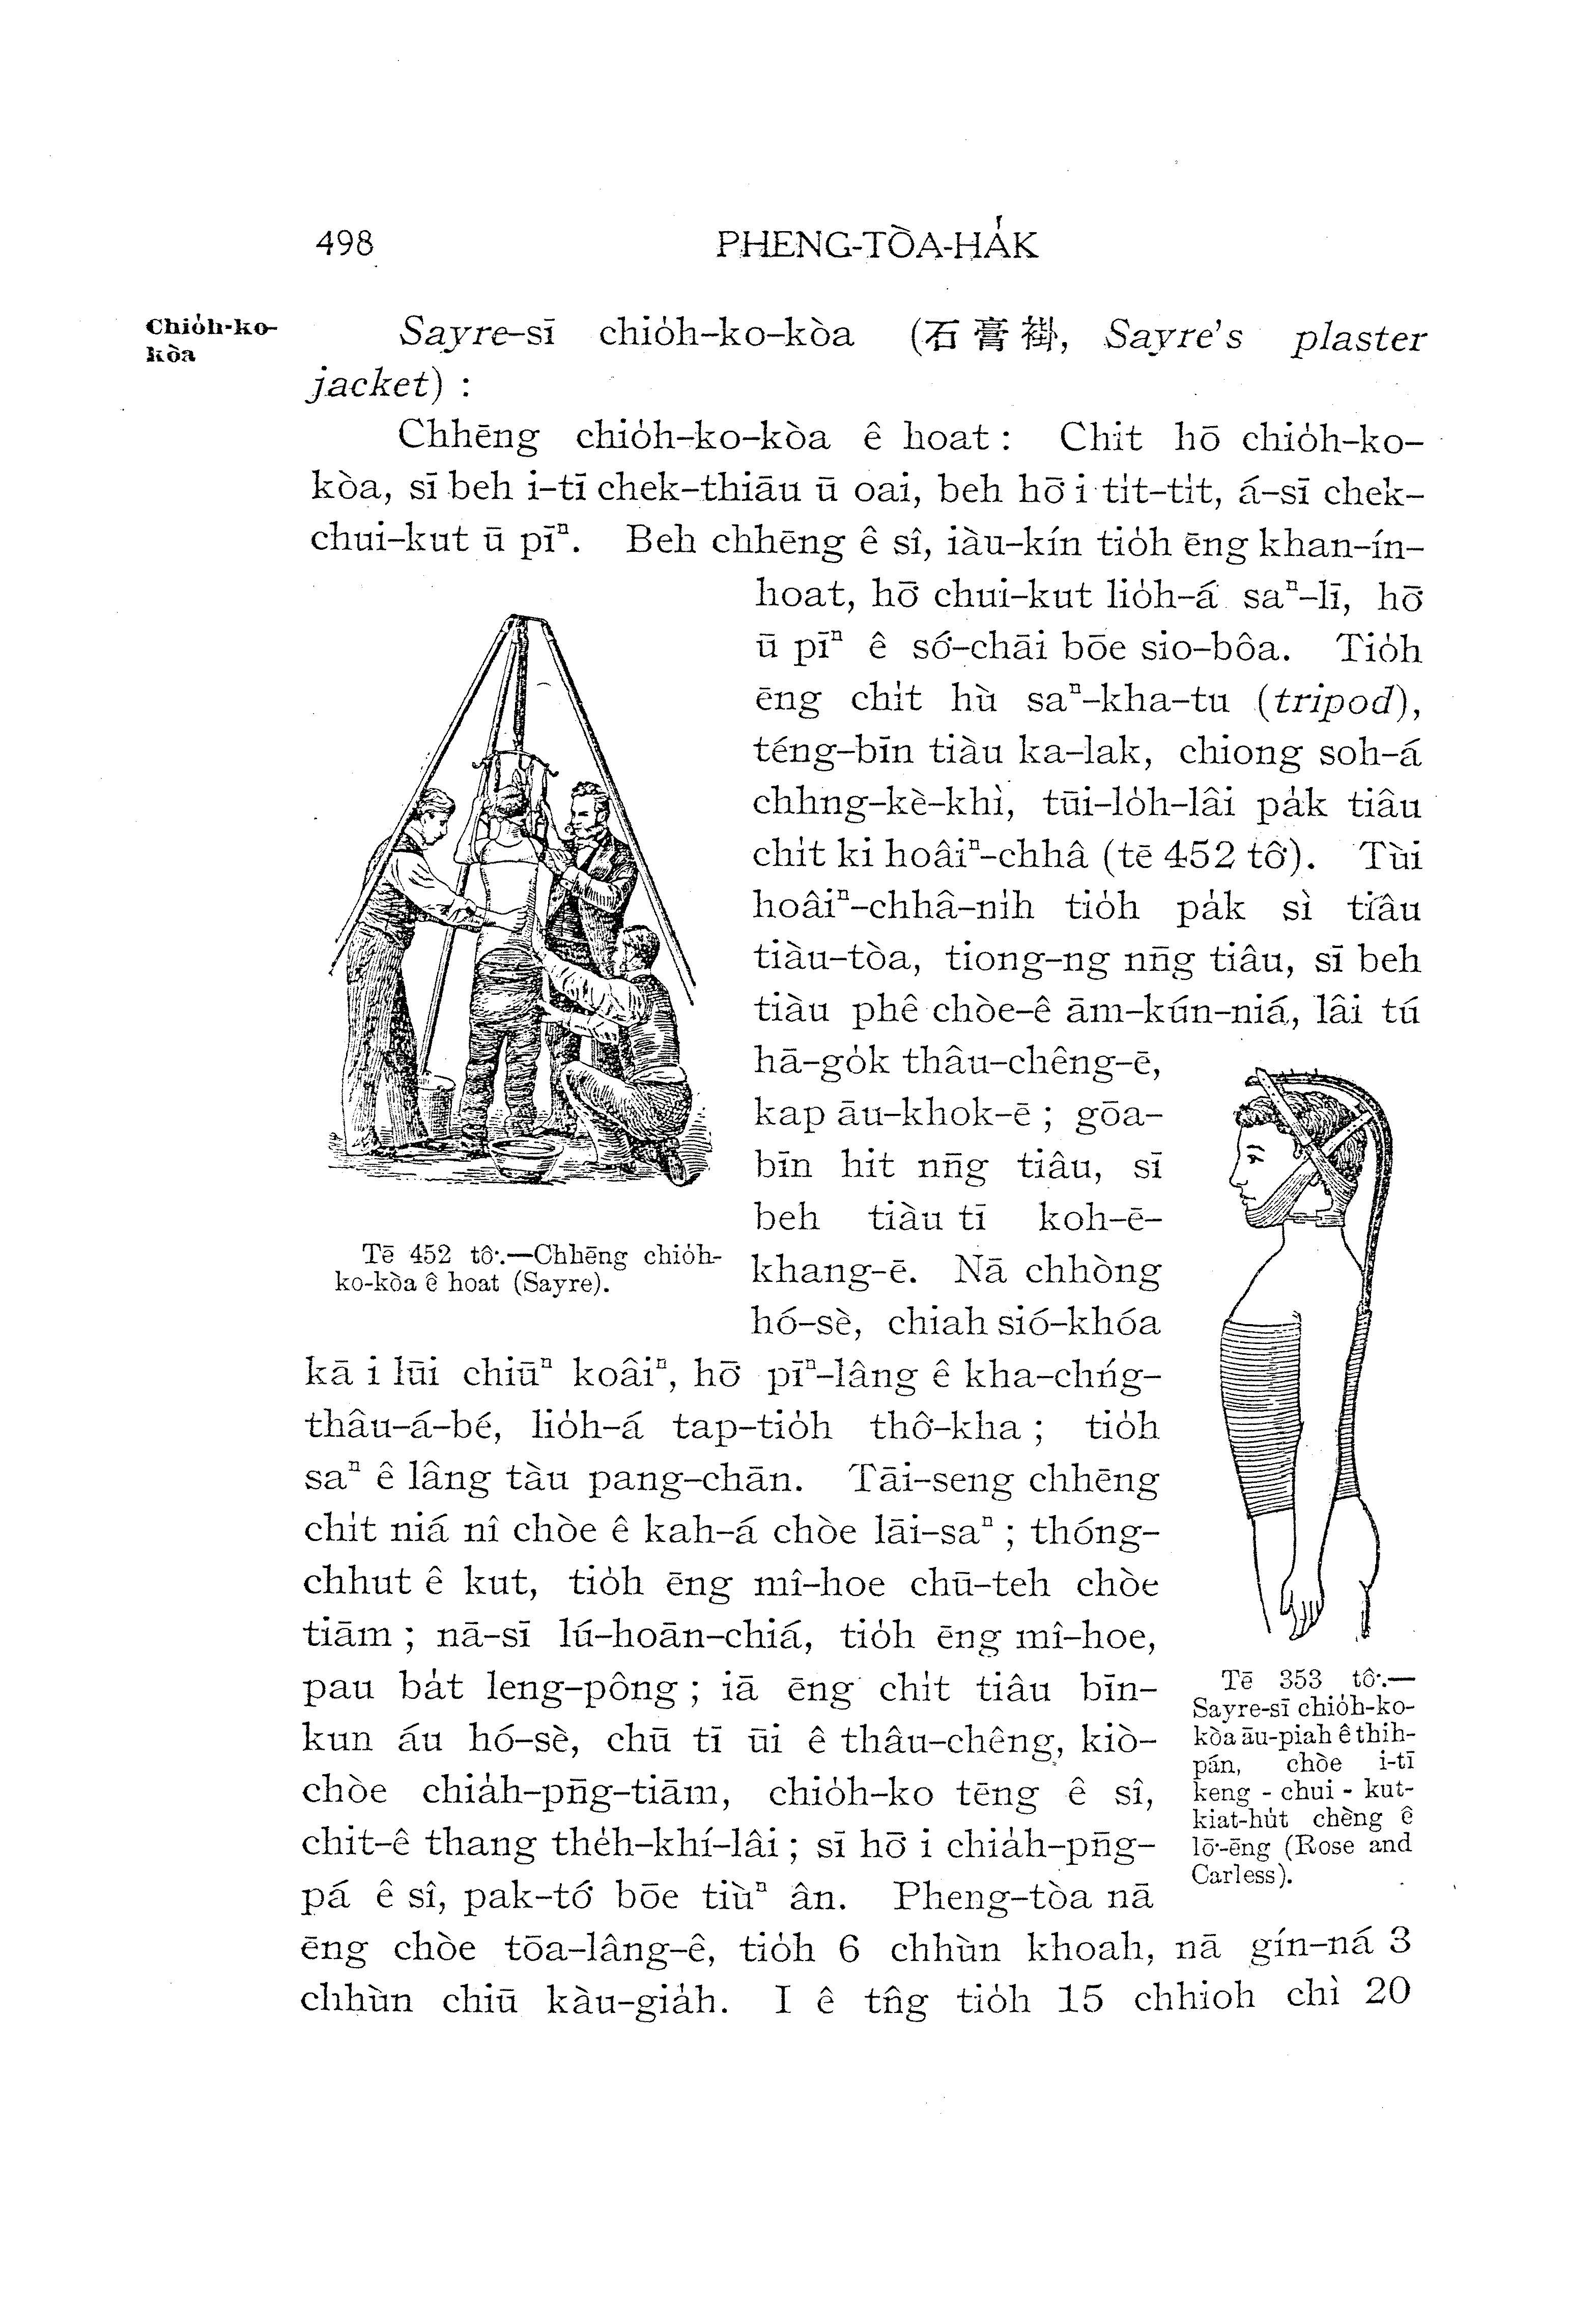 498 PHENG-TÒA-HA̍K
Chio̍h-ko-
kòa
Sayre-sī chio̍h-ko-kòa (石膏褂, Sayre's plaster
jacket) :
Chhēng chio̍h-ko-kòa ê hoat : Chit hō chio̍h-ko-
kòa, sī beh i-tī chek-thiāu ū oai, beh hō͘ i ti̍t-ti̍t, á-sī chek-
chui-kut ū pīⁿ. Beh chhēng ê sî, iàu-kín tio̍h ēng khan-ín-
hoat, hō͘ chui-kut lio̍h-á saⁿ-lī, hō͘
ū pīⁿ ê só͘-chāi bōe sio-bôa. Tio̍h
ēng chi̍t hù saⁿ-kha-tu (tripod),
téng-bīn tiàu ka-lak, chiong soh-á
chhng-kè-khì, tūi-lo̍h-lâi pa̍k tiâu
chi̍t ki hoâiⁿ-chhâ (tē 452 tô͘). Tùi
hoâiⁿ-chhâ-ni̍h tio̍h pa̍k sì tiâu
tiàu-tòa, tiong-ng nn̄g tiâu, sī beh
tiàu phê chòe-ê ām-kún-niá, lâi tú
hā-go̍k thâu-chêng-ē,
kap āu-khok-ē ; gōa-
bīn hit nn̄g tiâu, sī
beh tiàu tī koh-ē-
khang-ē. Nā chhòng
hó-sè, chiah sió-khóa
kā i lūi chiūⁿ koâiⁿ, hō͘ pīⁿ-lâng ê kha-chńg-
thâu-á-bé, lio̍h-á tap-tio̍h thô͘-kha ; tio̍h
saⁿ ê lâng tàu pang-chān. Tāi-seng chhēng
chi̍t niá nî chòe ê kah-á chòe lāi-saⁿ ; thóng-
chhut ê kut, tio̍h ēng mî-hoe chū-teh chòe
tiām ; nā-sī lú-hoān-chiá, tio̍h ēng mî-hoe,
pau ba̍t leng-pông ; iā ēng chi̍t tiâu bīn-
kun áu hó-sè, chū tī ūi ê thâu-chêng, kiò-
chòe chia̍h-pn̄g-tiām, chio̍h-ko tēng ê sî,
chit-ê thang the̍h-khí-lâi ; sī hō͘ i chia̍h-pn̄g-
pá ê sî, pak-tó͘ bōe tiùⁿ ân. Pheng-tòa nā
ēng chòe tōa-lâng-ê, tio̍h 6 chhùn khoah, nā gín-ná 3
chhùn chiū kàu-gia̍h. I ê tn̂g tio̍h 15 chhioh chì 20
Tē 452 tô͘.—Chhēng chio̍h-
ko-kòa ê hoat (Sayre).
Tē 353 tô͘.—
Sayre-sī chio̍h-ko-
kòa āu-piah ê thih-
pán, chòe i-tī
keng-chui-kut-
kiat-hu̍t chèng ê
lō͘-ēng (Rose and
Carless).